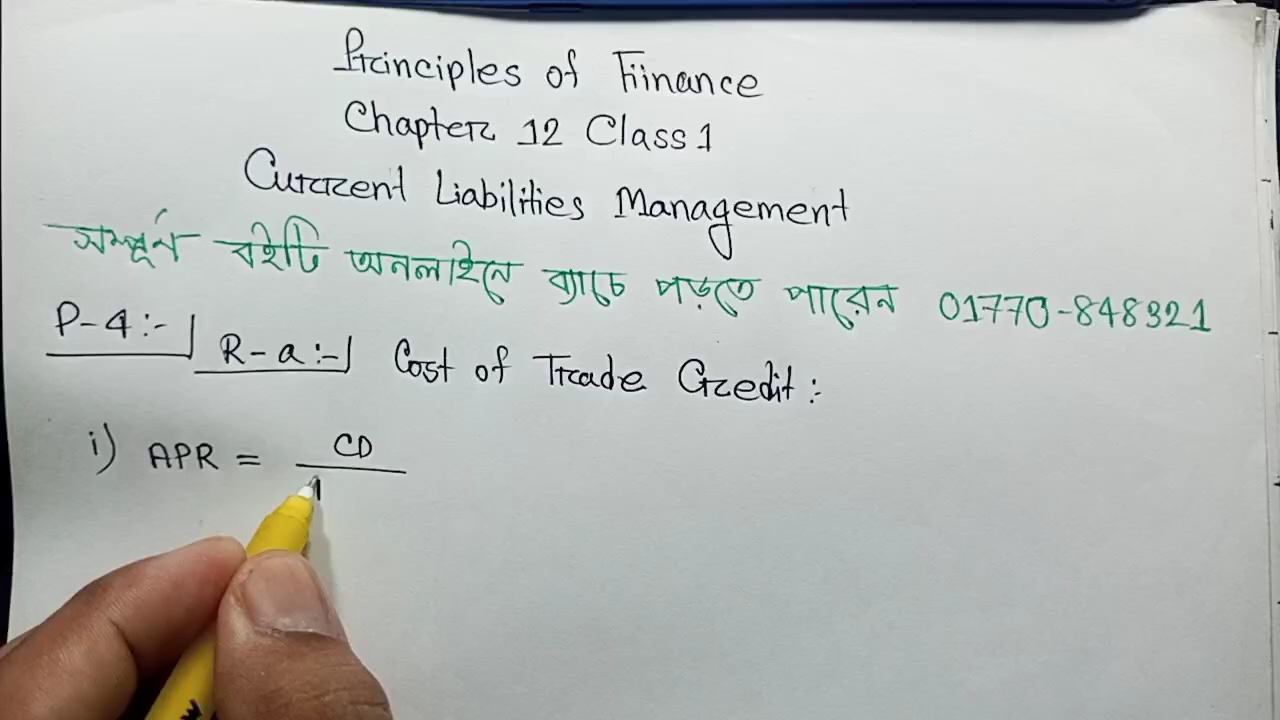 Principles of Finance
Chapter 12 Class 1
Current Liabilities Management
সম্পূর্ন বইটি অনলাইনে ব্যাচে পড়তে পারেন 01770-848321
P-4:- R-a:- Cost of Trade Credit:
i) APR = CD